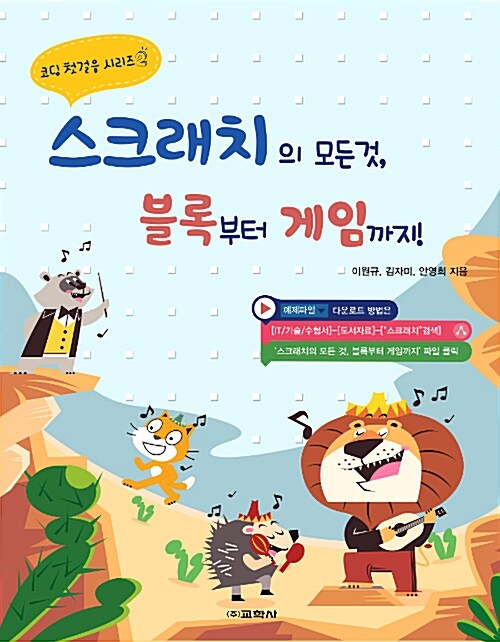 코딩 첫걸음 시리즈 2
스크래치의 모든것,
블록부터 게임까지!
이원규, 김자미, 안영희 지음
예제파일 다운로드 방법은
[IT/기술/수험서]-[도서자료]-["스크래치"검색]
'스크래치의 모든 것, 블록부터 게임까지' 파일 클릭
(주)교학사